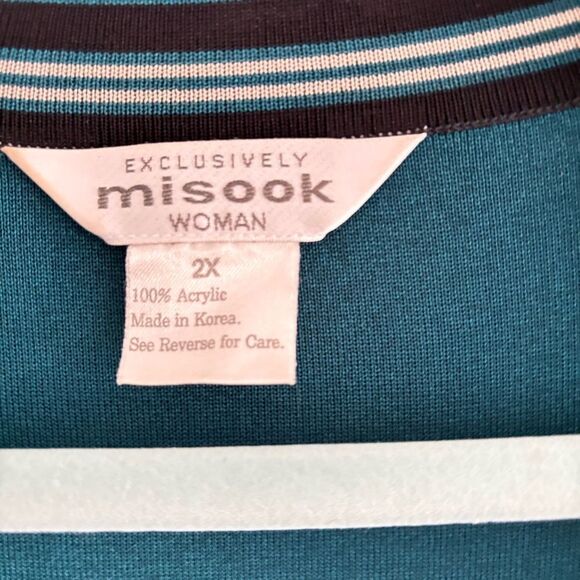 EXCLUSIVELY
misook
WOMAN
2X
100% Acrylic
Made in Korea.
See Reverse for Care.